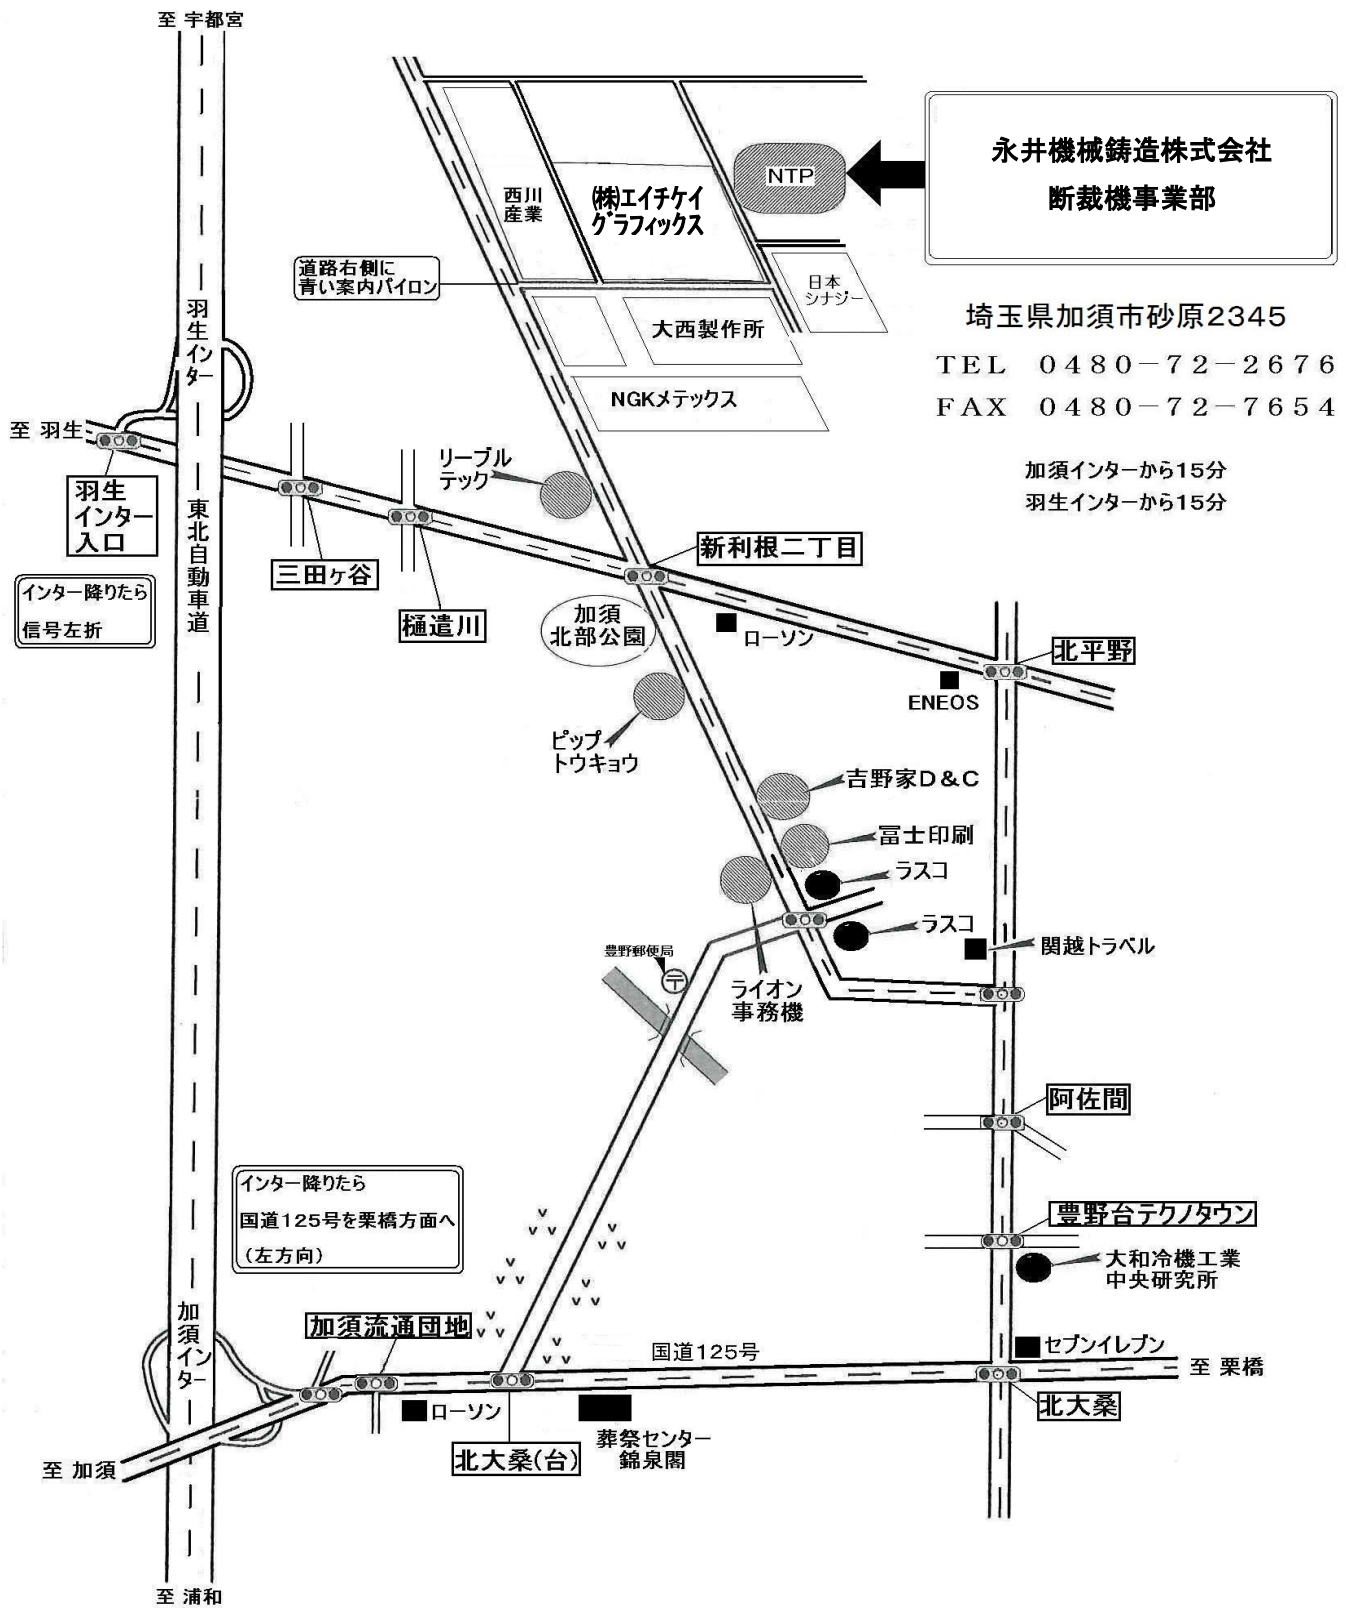 至 宇都宮
永井機械鋳造株式会社
断裁機事業部
NTP
西川
産業
(株)エイチケイ
グラフィックス
道路右側に
青い案内パイロン
日本
シナジー
大西製作所
NGKメテックス
埼玉県加須市砂原2345
TEL 0480-72-2676
FAX 0480-72-7654
加須インターから15分
羽生インターから15分
羽生インター
至 羽生
羽生
インター
入口
インター降りたら
信号左折
東北自動車道
三田ヶ谷
樋遣川
リーブル
テック
新利根二丁目
加須
北部公園
ローソン
北平野
ENEOS
ピップ
トウキョウ
吉野家D&C
冨士印刷
ラスコ
ラスコ
関越トラベル
豊野郵便局
〒
ライオン
事務機
阿佐間
豊野台テクノタウン
大和冷機工業
中央研究所
インター降りたら
国道125号を栗橋方面へ
(左方向)
加須インター
加須流通団地
国道125号
セブンイレブン
至 栗橋
北大桑
ローソン
北大桑(台)
葬祭センター
錦泉閣
至 加須
至 浦和